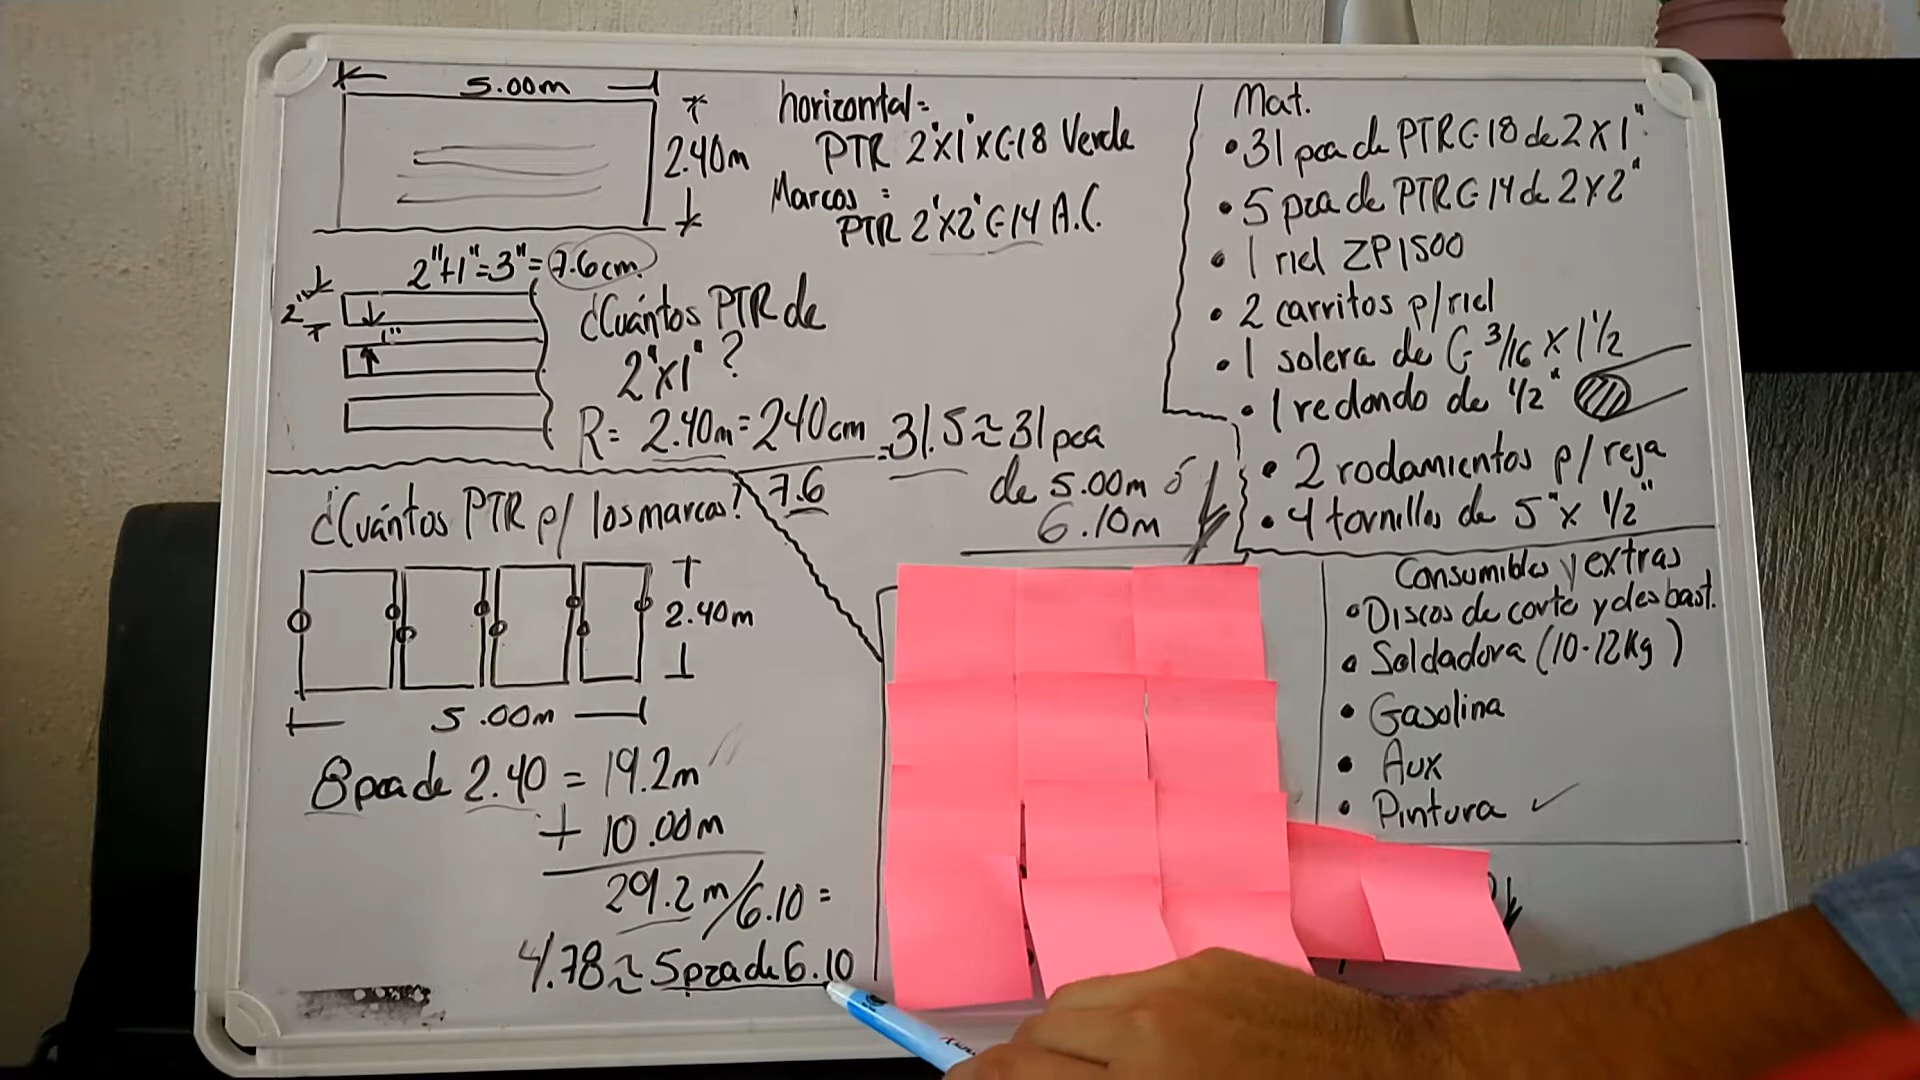 5.00m
2.40m
horizontal=
PTR 2"x1"xC-18 Verde
Marcos =
PTR 2"x2" C-14 A.C.
2"+1"=3"=7.6cm.
2"
1"
¿Cuántos PTR de
2"x1"?
R= 2.40m=240cm =31.5≈31pza
7.6
de 5.00m ó
6.10m
¿Cuántos PTR p/ los marcos?
2.40m
5.00m
8 pza de 2.40 = 19.2m
+ 10.00m
29.2m/6.10=
4.78≈5pza de 6.10
Mat.
• 31 pza de PTR C-18 de 2x1"
• 5 pza de PTR C-14 de 2x2"
• 1 riel ZP1500
• 2 carritos p/riel
• 1 solera de C 3/16 x 1 1/2
• 1 redondo de 1/2"
• 2 rodamientos p/reja
• 4 tornillos de 5"x 1/2"
Consumibles y extras
• Discos de corte y desbast.
• Soldadora (10-12Kg)
• Gasolina
• Aux
• Pintura ✓